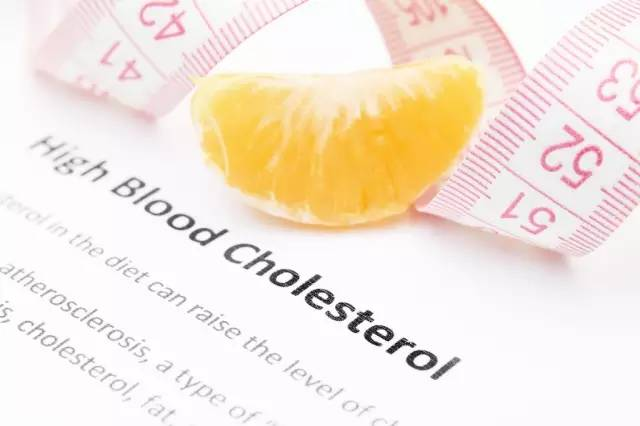 41
42
105
53
52
51
High Blood Cholesterol
in the diet can raise the level of
atherosclerosis, a type of "
cholesterol, fat,